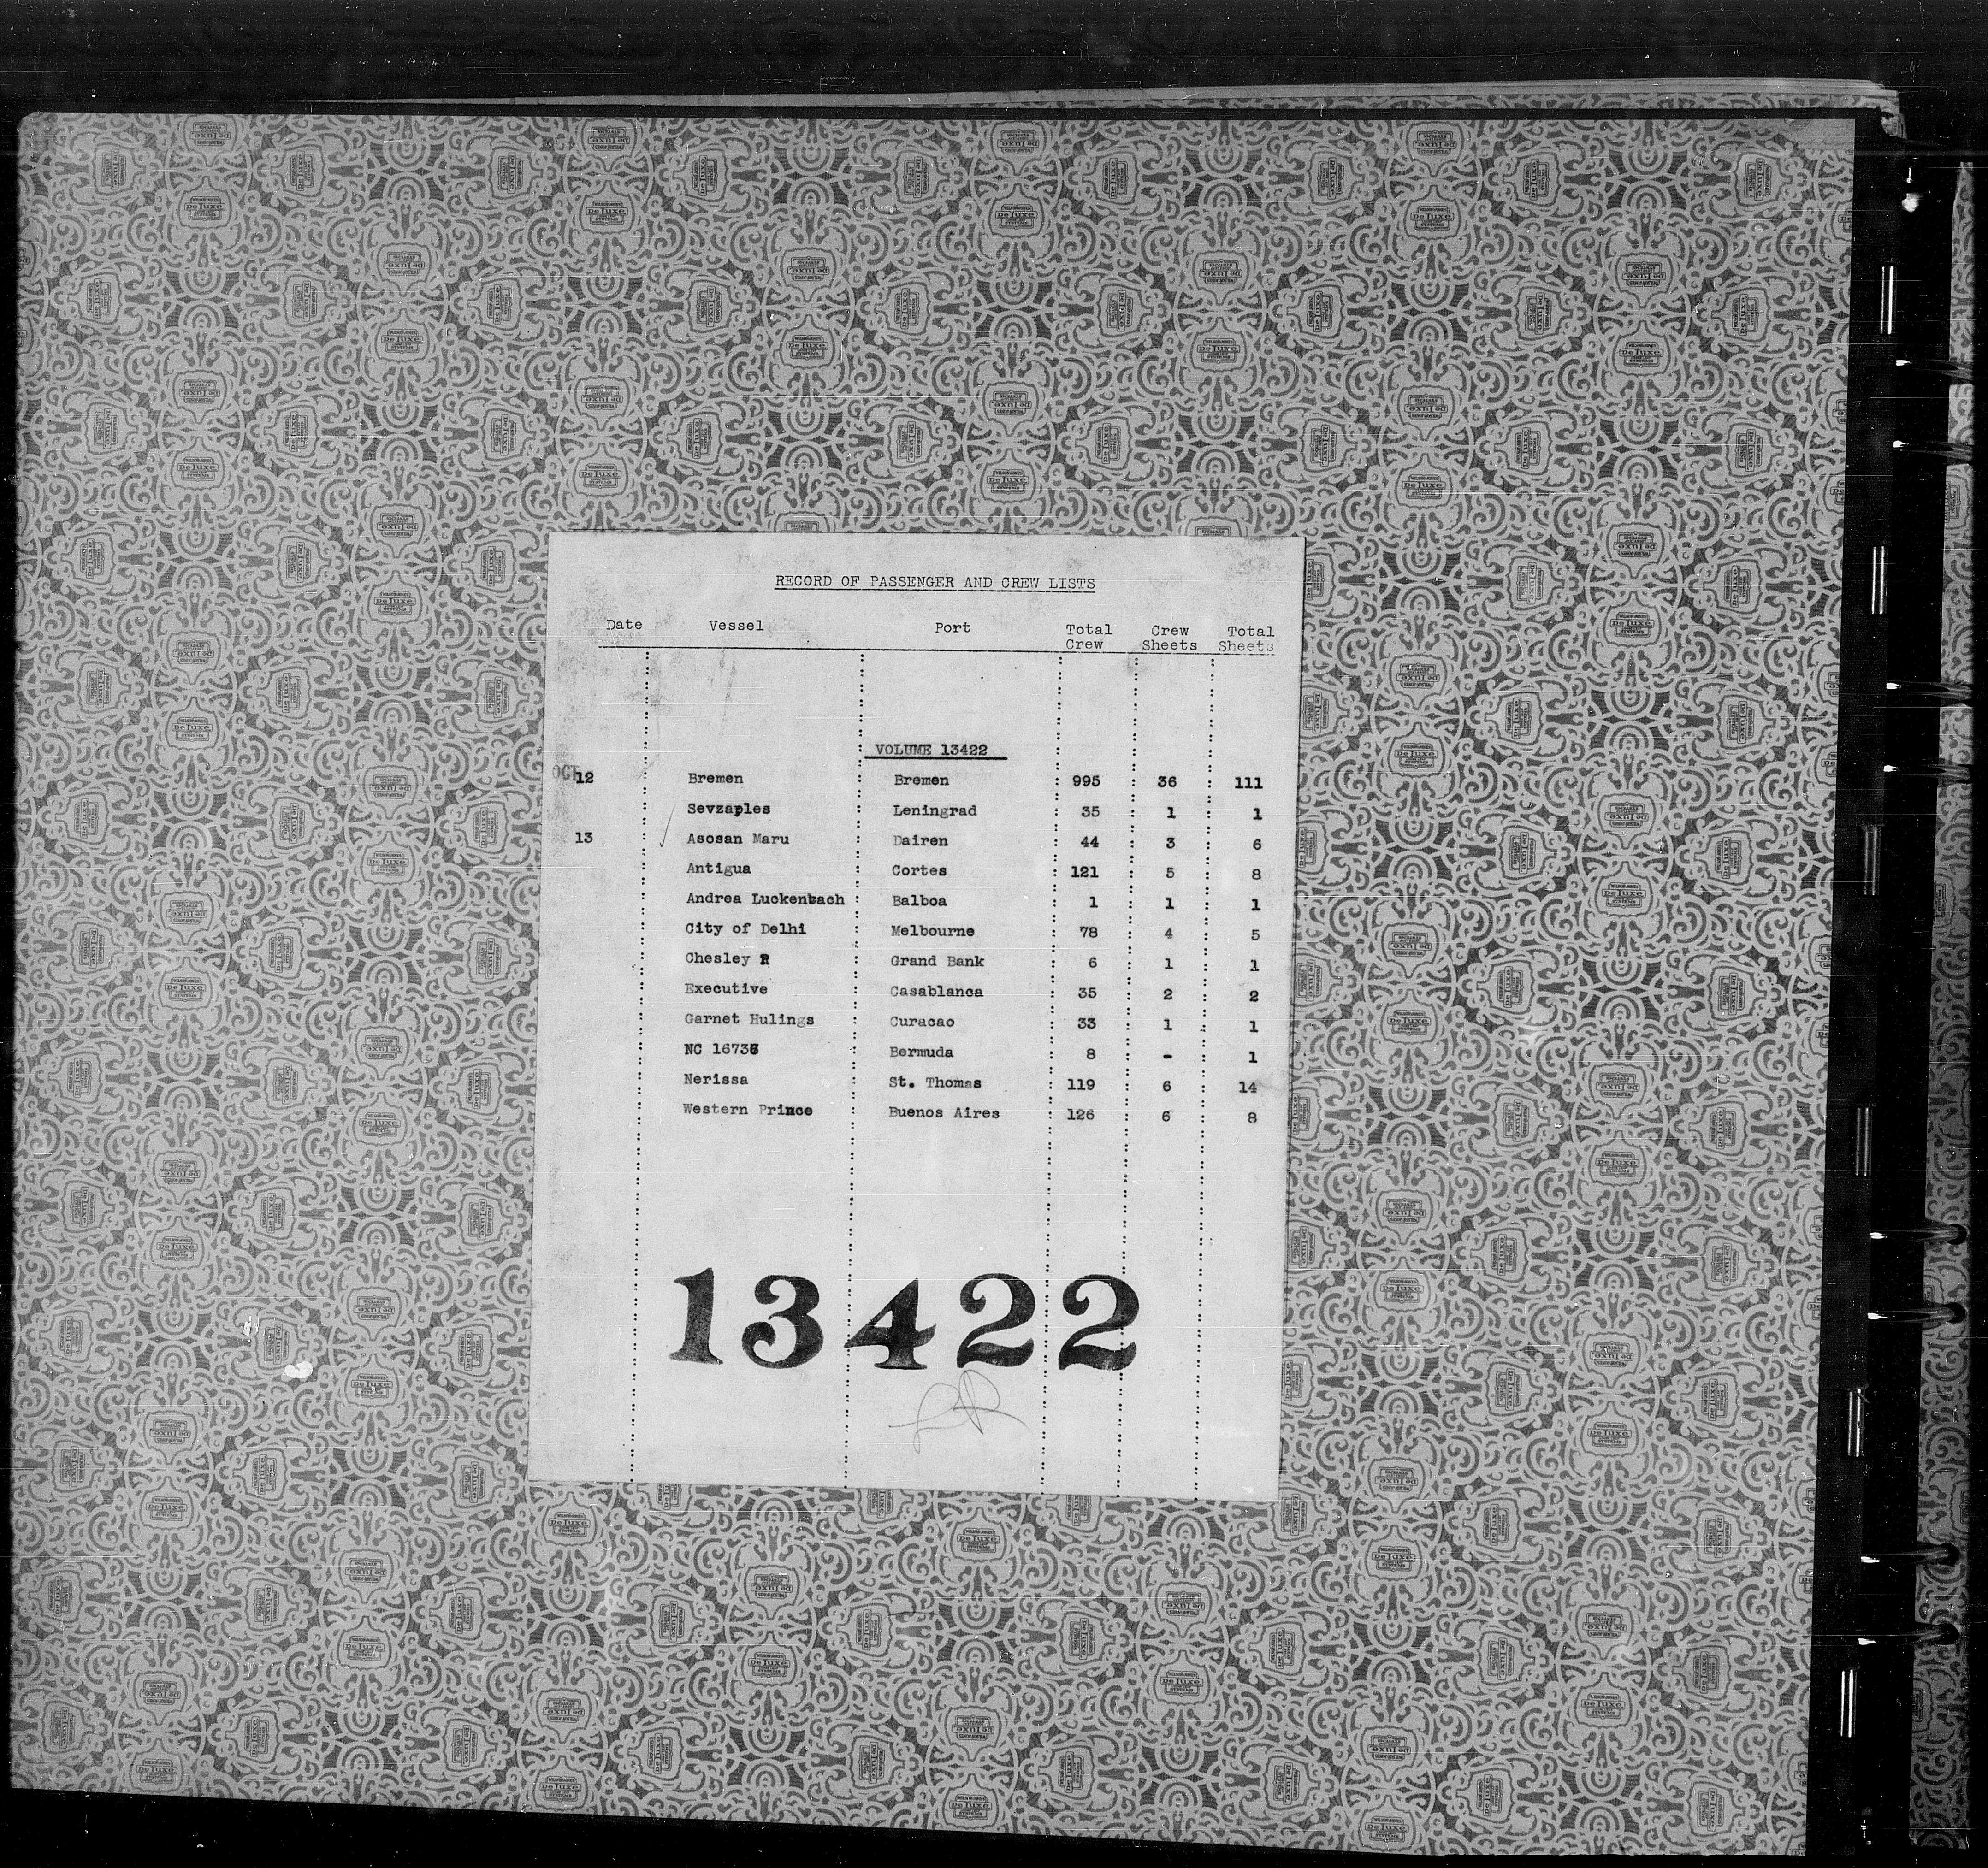 RECORD OF PASSENGER AND CREW LISTS
Date Vessel Port Total Crew Crew Sheets Total Sheets
VOLUME 13422
OCT 12 Bremen Bremen 995 36 111
Sevzaples Leningrad 35 1 1
13 Asosan Maru Dairen 44 3 6
Antigua Cortes 121 5 8
Andrea Luckenbach Balboa 1 1 1
City of Delhi Melbourne 78 4 5
Chesley R Grand Bank 6 1 1
Executive Casablanca 35 2 2
Garnet Hulings Curacao 33 1 1
NC 16736 Bermuda 8 - 1
Nerissa St. Thomas 119 6 14
Western Prince Buenos Aires 126 6 8
13422
De Luxe